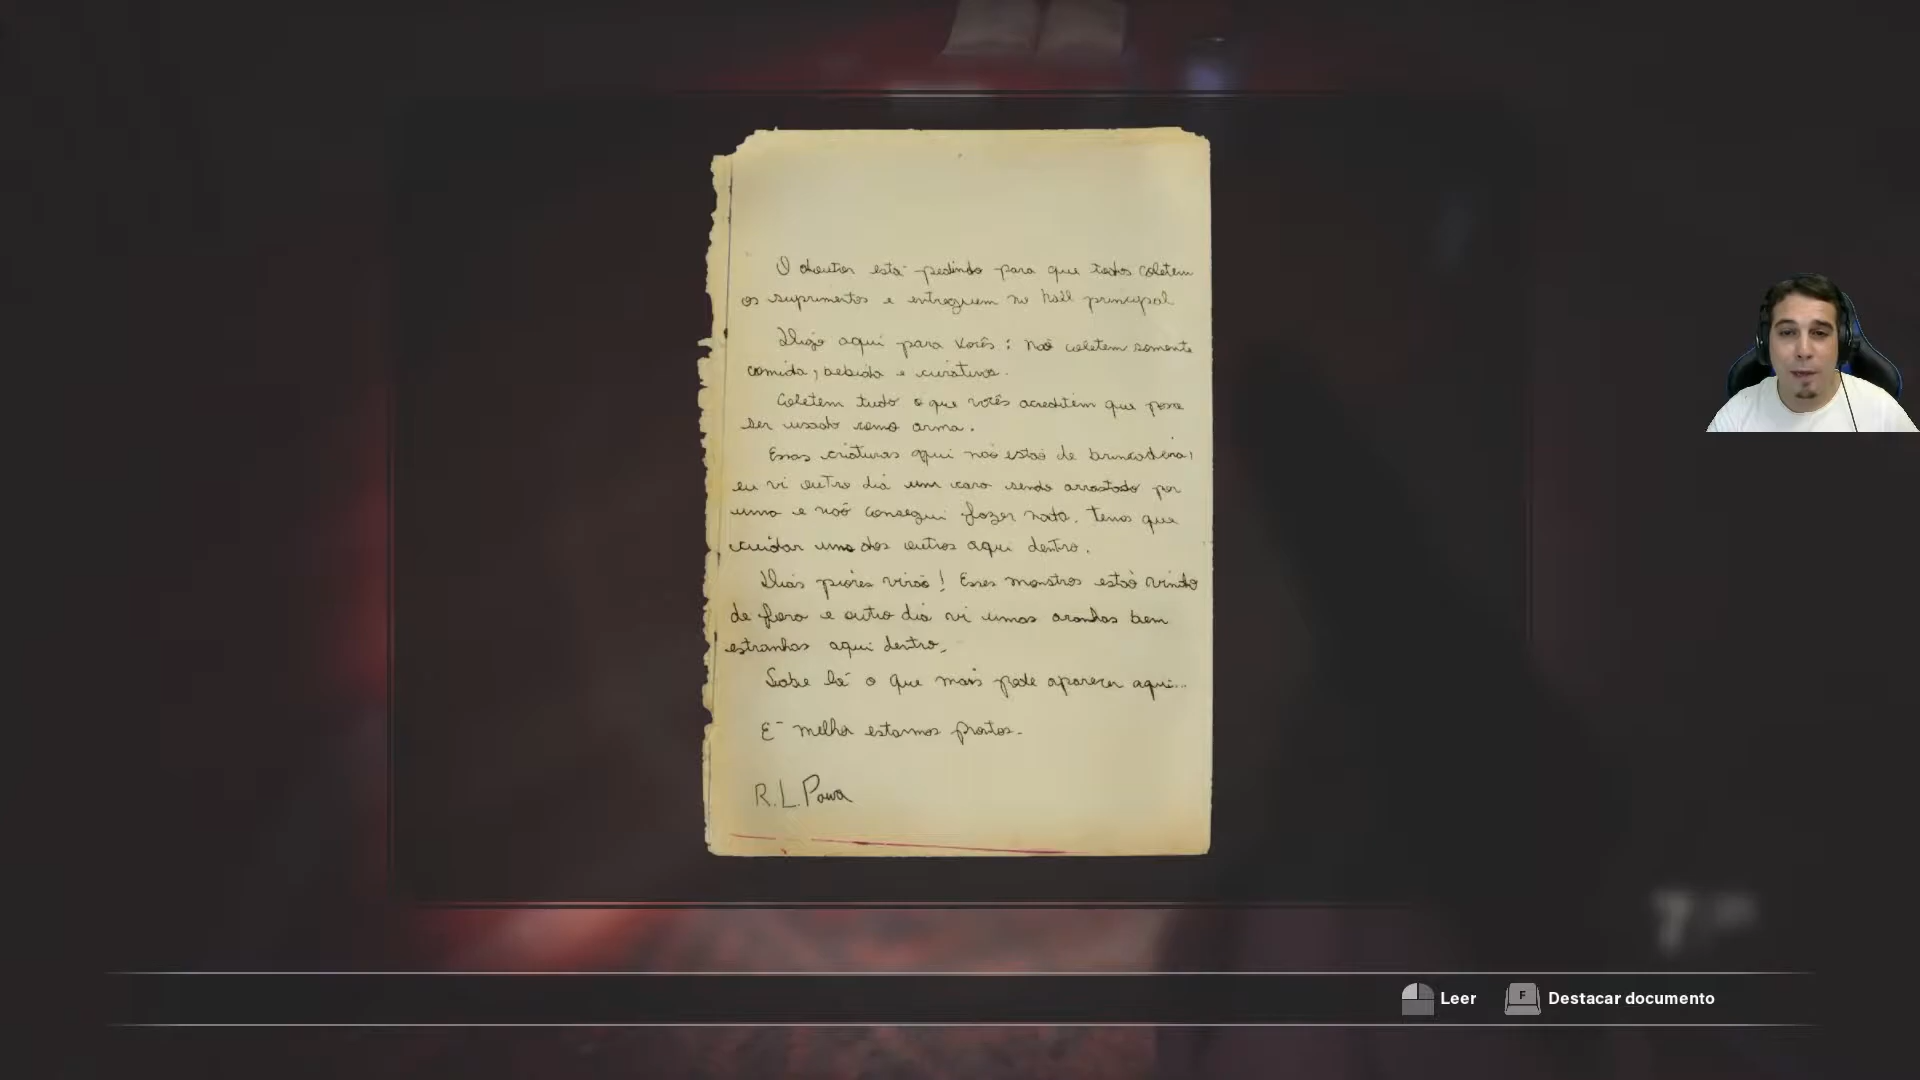 O doutor está pedindo para que todos coletem
os suprimentos e entreguem no hall principal
Digo aqui para vocês: não coletem somente
comida, bebida e curativos.
Coletem tudo o que vocês acreditem que possa
ser usado como arma.
Essas criaturas aqui não estão de brincadeira,
eu vi outro dia um cara sendo arrastado por
uma e não consegui fazer nada. Temos que
cuidar uns dos outros aqui dentro.
Dias piores virão! Esses monstros estão vindo
de fora e outro dia vi umas aranhas bem
estranhas aqui dentro.
Sabe lá o que mais pode aparecer aqui...
É melhor estarmos prontos.
R.L.
7
Leer
F
Destacar documento